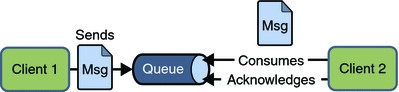 Msg
Sends
Client 1
Msg
Queue
Consumes
Acknowledges
Client 2